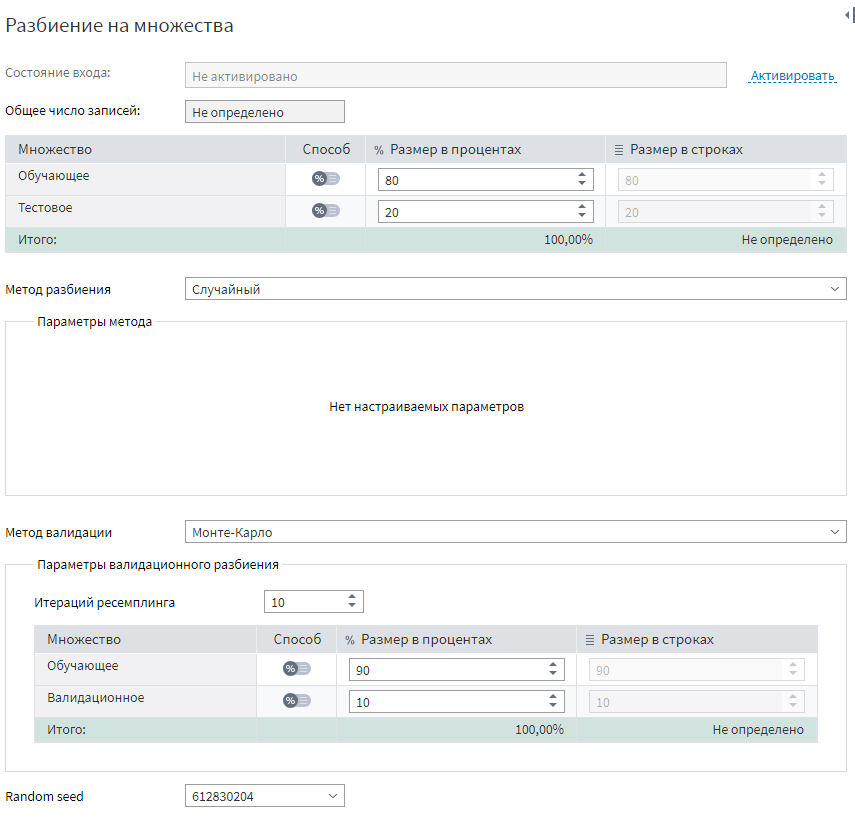 Разбиение на множества
Состояние входа: Не активировано Активировать
Общее число записей: Не определено
Множество Способ % Размер в процентах Размер в строках
Обучающее % 80 80
Тестовое % 20 20
Итого: 100,00% Не определено
Метод разбиения Случайный
Параметры метода
Нет настраиваемых параметров
Метод валидации Монте-Карло
Параметры валидационного разбиения
Итераций ресемплинга 10
Множество Способ % Размер в процентах Размер в строках
Обучающее % 90 90
Валидационное % 10 10
Итого: 100,00% Не определено
Random seed 612830204